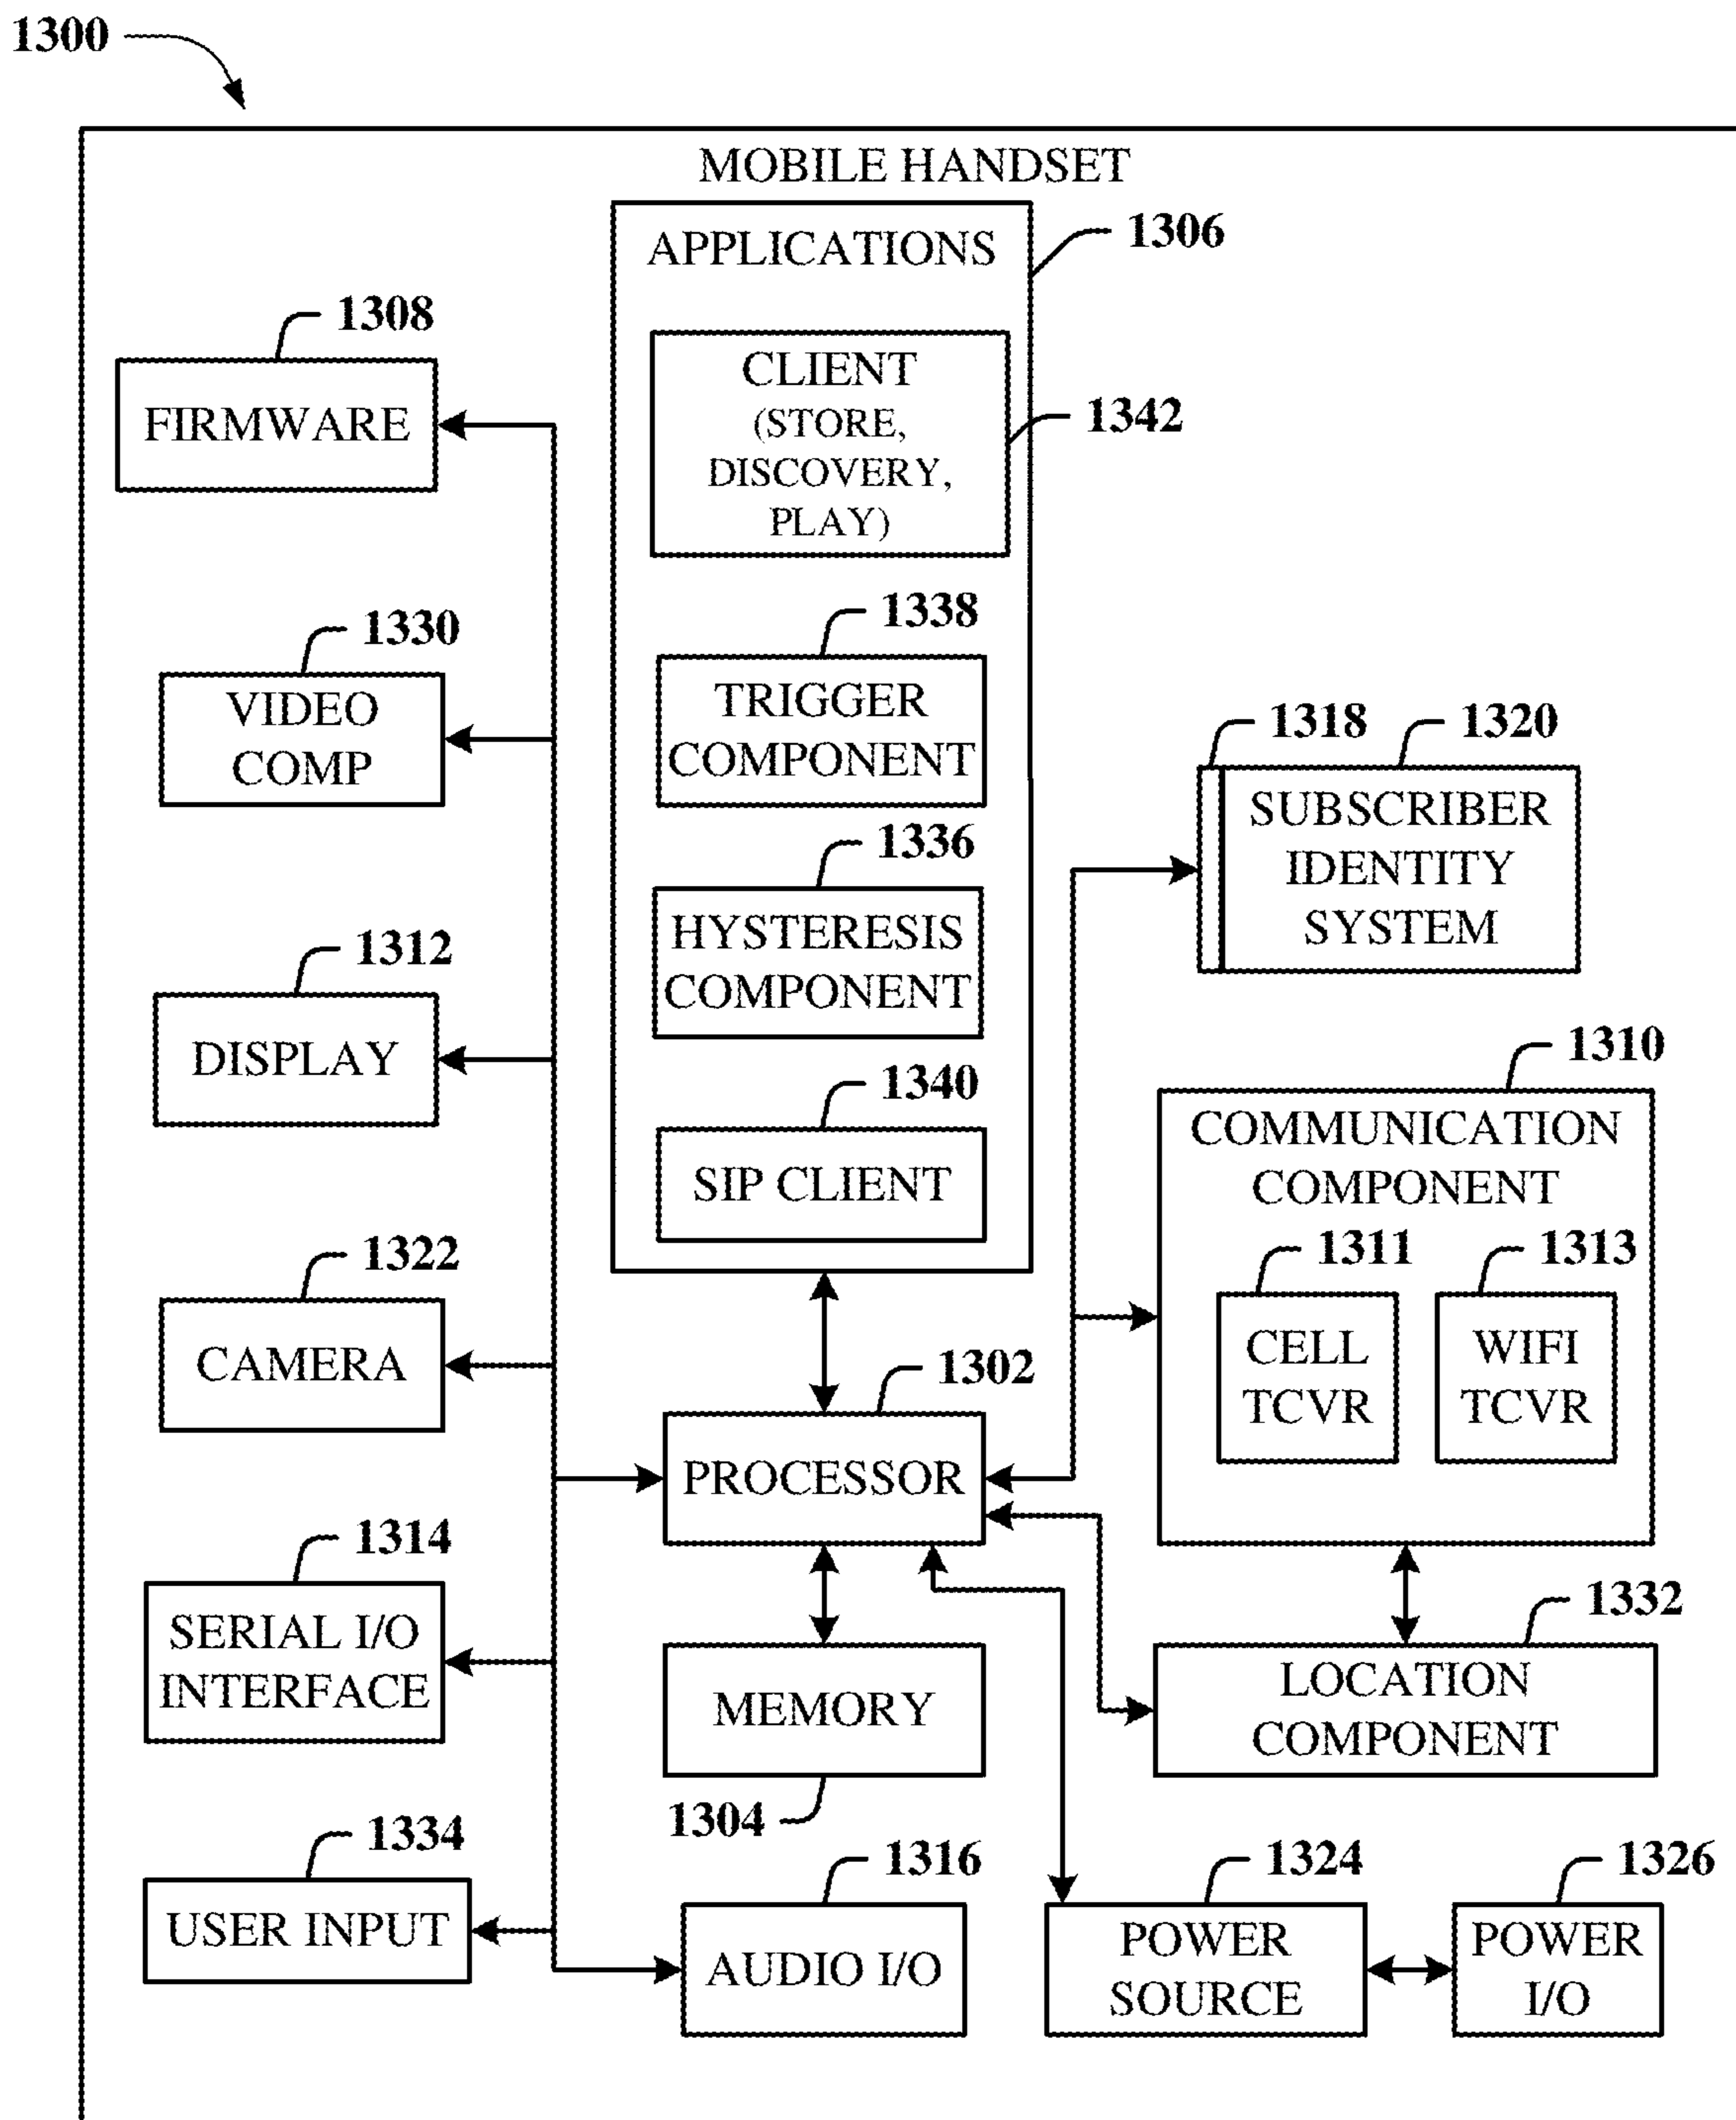 1300
MOBILE HANDSET
APPLICATIONS
1306
1308
FIRMWARE
CLIENT
(STORE,
DISCOVERY,
PLAY)
1342
1330
VIDEO
COMP
1338
TRIGGER
COMPONENT
1318
1320
SUBSCRIBER
IDENTITY
SYSTEM
1336
HYSTERESIS
COMPONENT
1312
DISPLAY
1340
SIP CLIENT
1310
COMMUNICATION
COMPONENT
1311
CELL
TCVR
1313
WIFI
TCVR
1322
CAMERA
1302
PROCESSOR
1314
SERIAL I/O
INTERFACE
MEMORY
1304
1332
LOCATION
COMPONENT
1334
USER INPUT
1316
AUDIO I/O
1324
POWER
SOURCE
1326
POWER
I/O